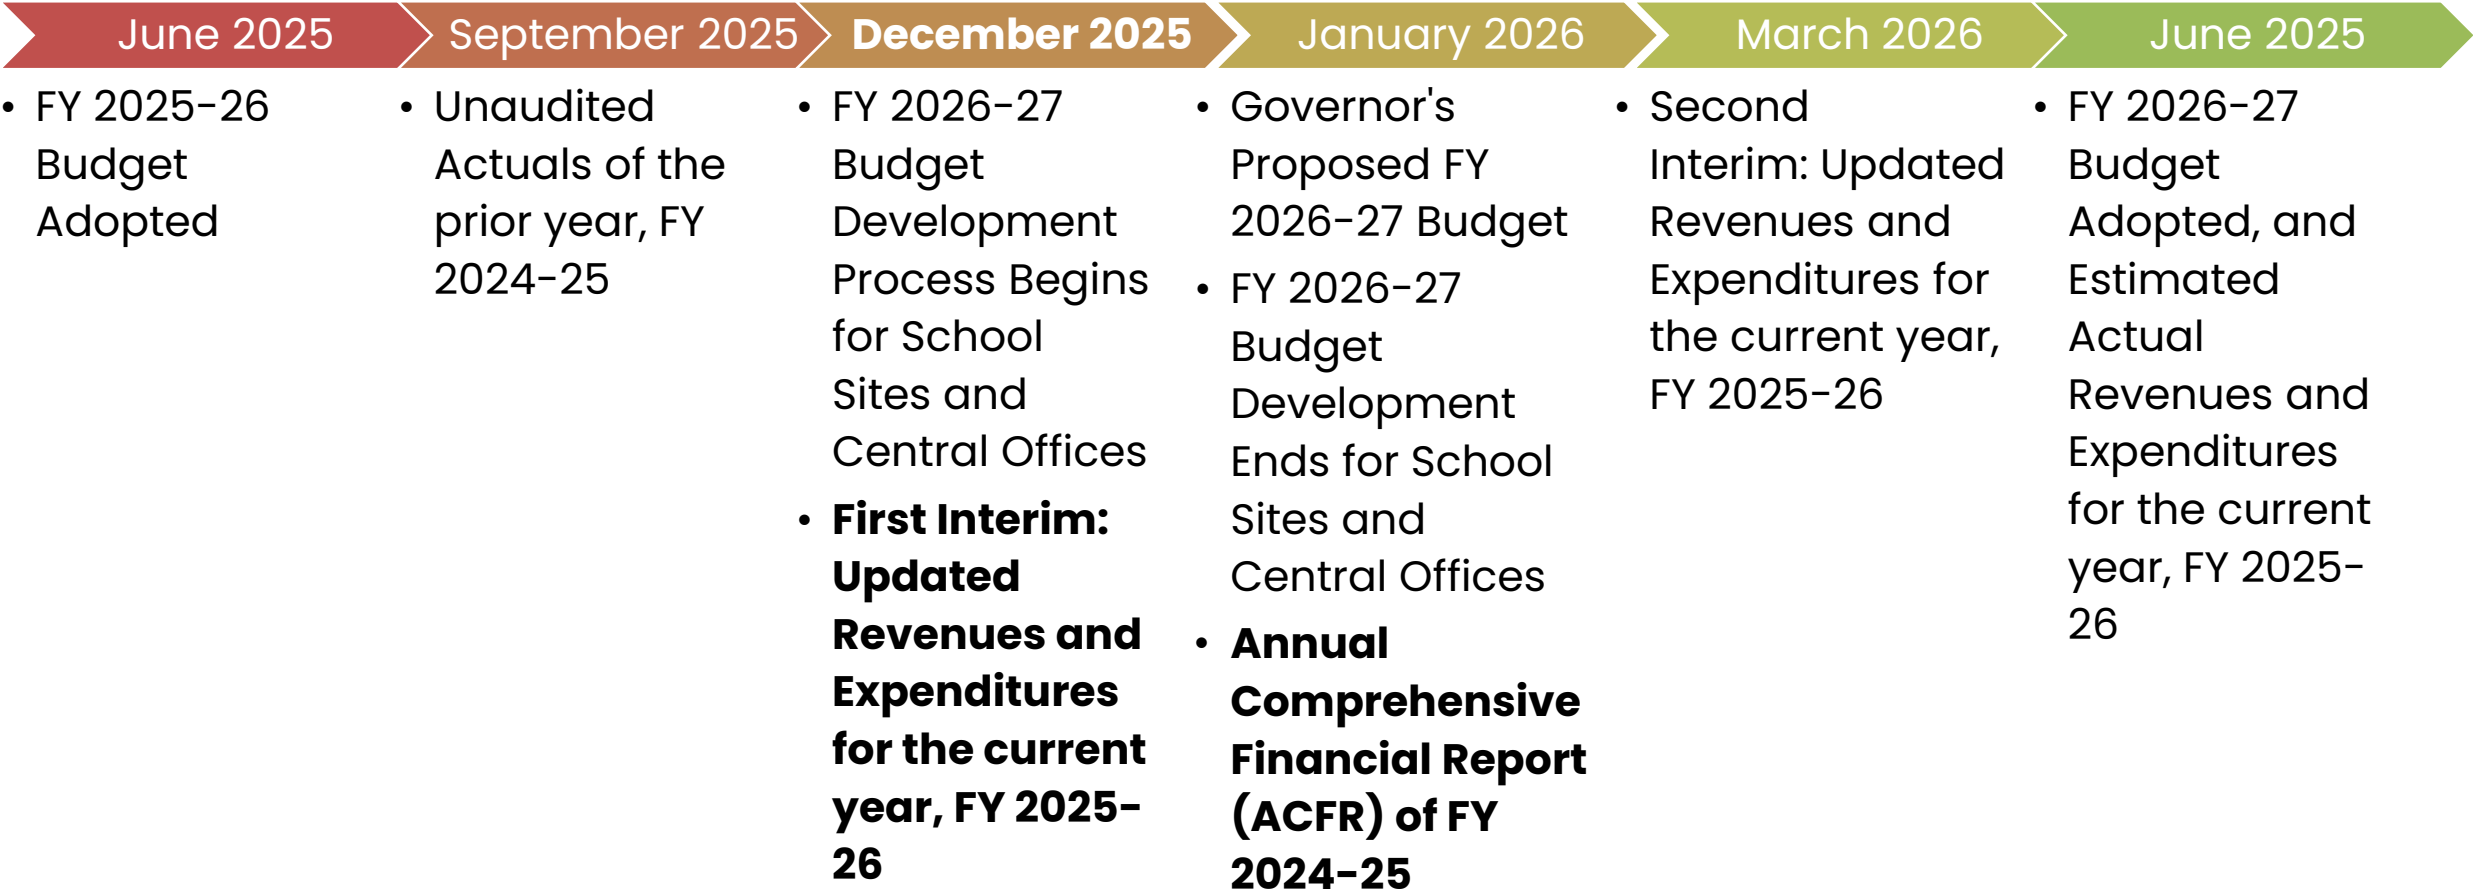 June 2025
• FY 2025-26
Budget
Adopted
September 2025
• Unaudited
Actuals of the
prior year, FY
2024-25
December 2025
• FY 2026-27
Budget
Development
Process Begins
for School
Sites and
Central Offices
• First Interim:
Updated
Revenues and
Expenditures
for the current
year, FY 2025-
26
January 2026
• Governor's
Proposed FY
2026-27 Budget
• FY 2026-27
Budget
Development
Ends for School
Sites and
Central Offices
• Annual
Comprehensive
Financial Report
(ACFR) of FY
2024-25
March 2026
• Second
Interim: Updated
Revenues and
Expenditures for
the current year,
FY 2025-26
June 2025
• FY 2026-27
Budget
Adopted, and
Estimated
Actual
Revenues and
Expenditures
for the current
year, FY 2025-
26